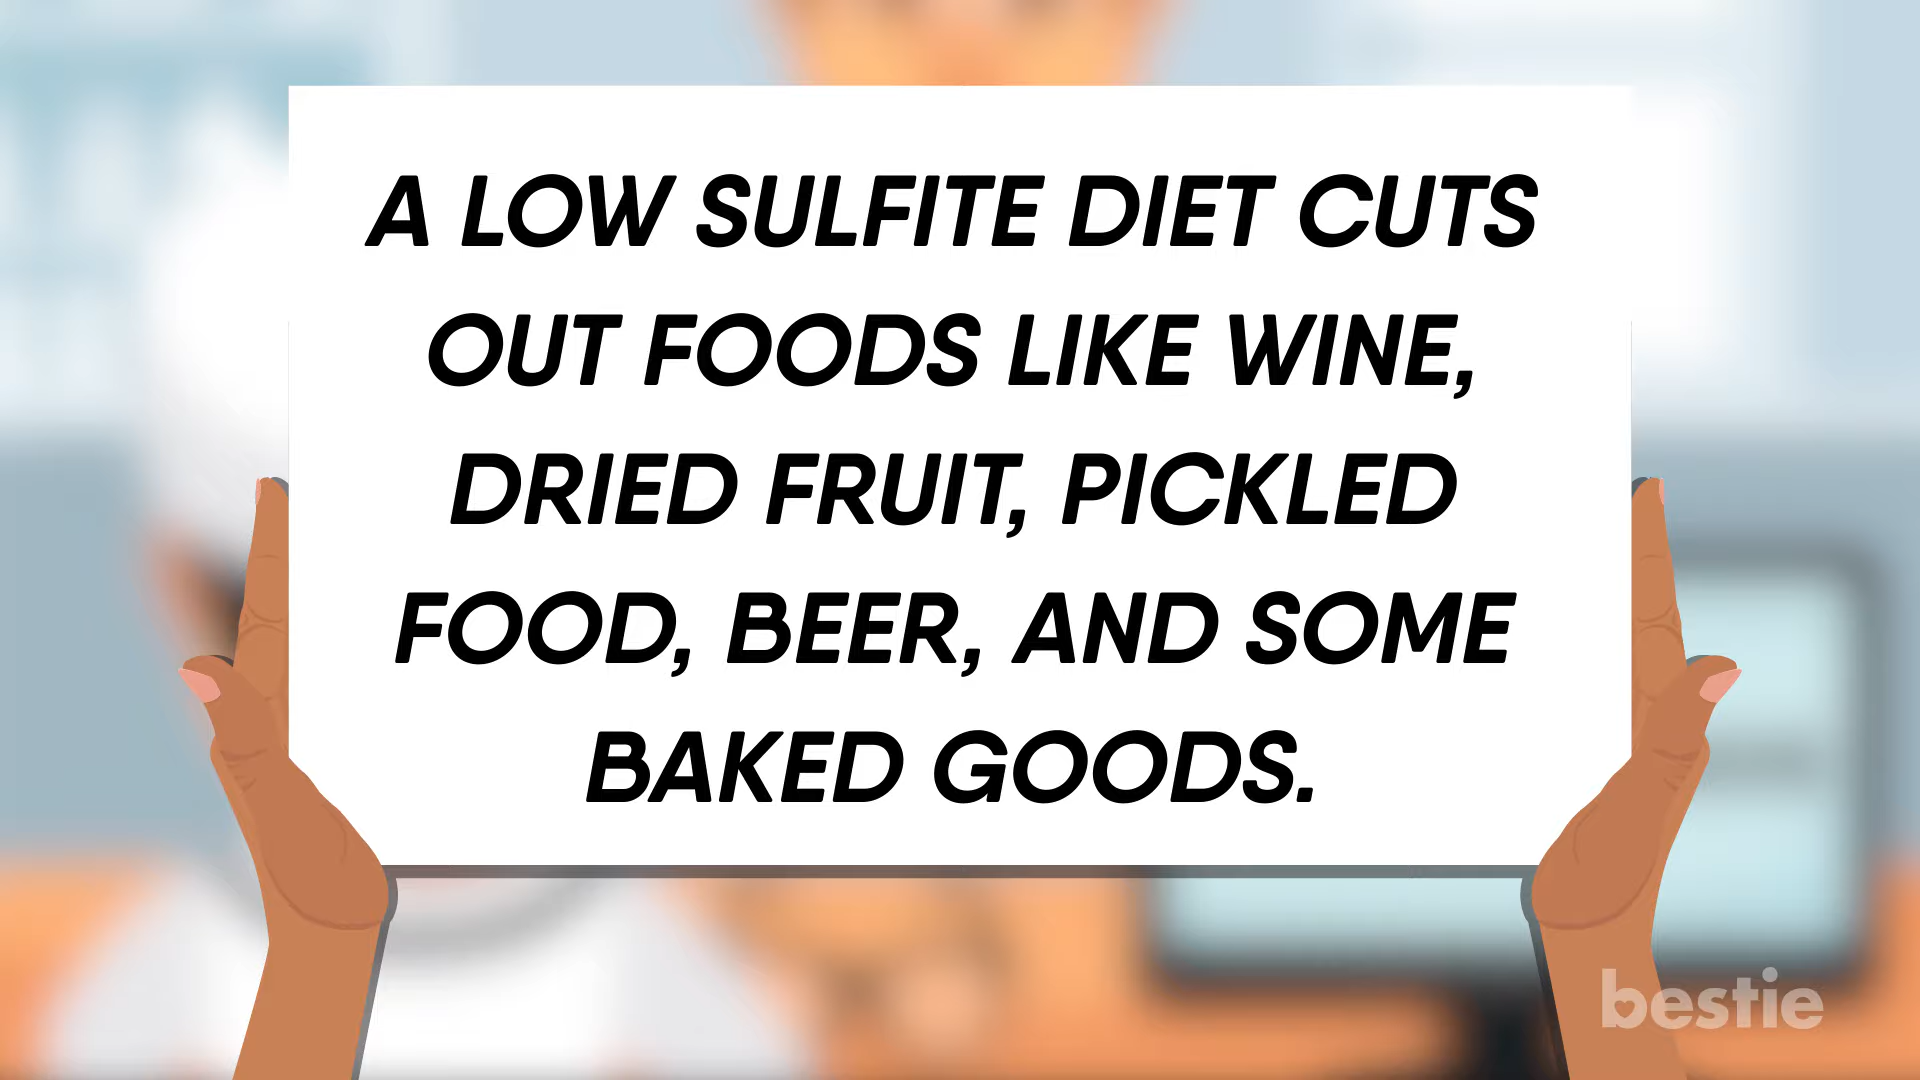 A LOW SULFITE DIET CUTS
OUT FOODS LIKE WINE,
DRIED FRUIT, PICKLED
FOOD, BEER, AND SOME
BAKED GOODS.
bestie